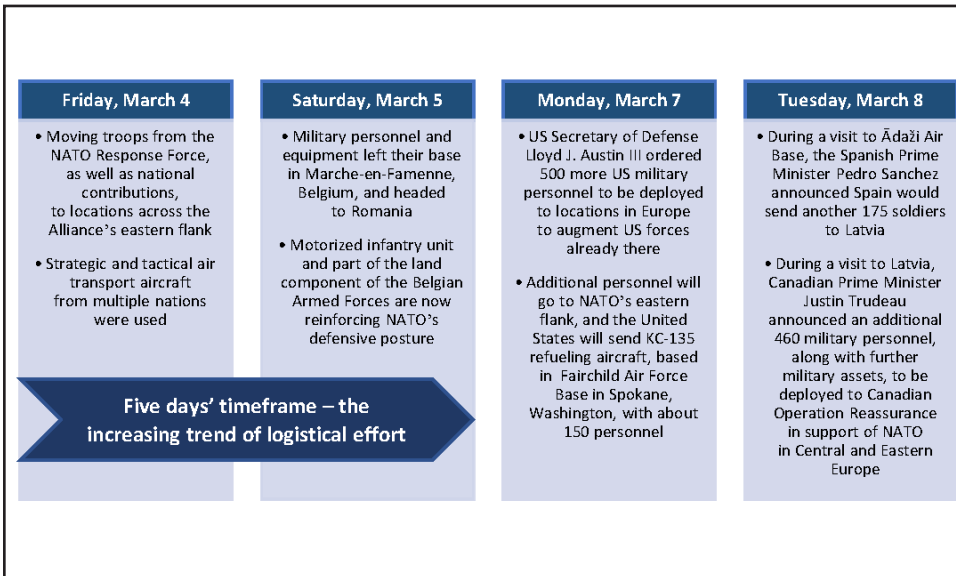 Friday, March 4
• Moving troops from the
NATO Response Force,
as well as national
contributions,
to locations across the
Alliance's eastern flank
• Strategic and tactical air
transport aircraft
from multiple nations
were used
Saturday, March 5
• Military personnel and
equipment left their base
in Marche-en-Famenne,
Belgium, and headed
to Romania
• Motorized infantry unit
and part of the land
component of the Belgian
Armed Forces are now
reinforcing NATO's
defensive posture
Monday, March 7
• US Secretary of Defense
Lloyd J. Austin III ordered
500 more US military
personnel to be deployed
to locations in Europe
to augment US forces
already there
• Additional personnel will
go to NATO's eastern
flank, and the United
States will send KC-135
refueling aircraft, based
in Fairchild Air Force
Base in Spokane,
Washington, with about
150 personnel
Tuesday, March 8
• During a visit to Ādaži Air
Base, the Spanish Prime
Minister Pedro Sanchez
announced Spain would
send another 175 soldiers
to Latvia
• During a visit to Latvia,
Canadian Prime Minister
Justin Trudeau
announced an additional
460 military personnel,
along with further
military assets, to be
deployed to Canadian
Operation Reassurance
in support of NATO
in Central and Eastern
Europe
Five days' timeframe – the
increasing trend of logistical effort